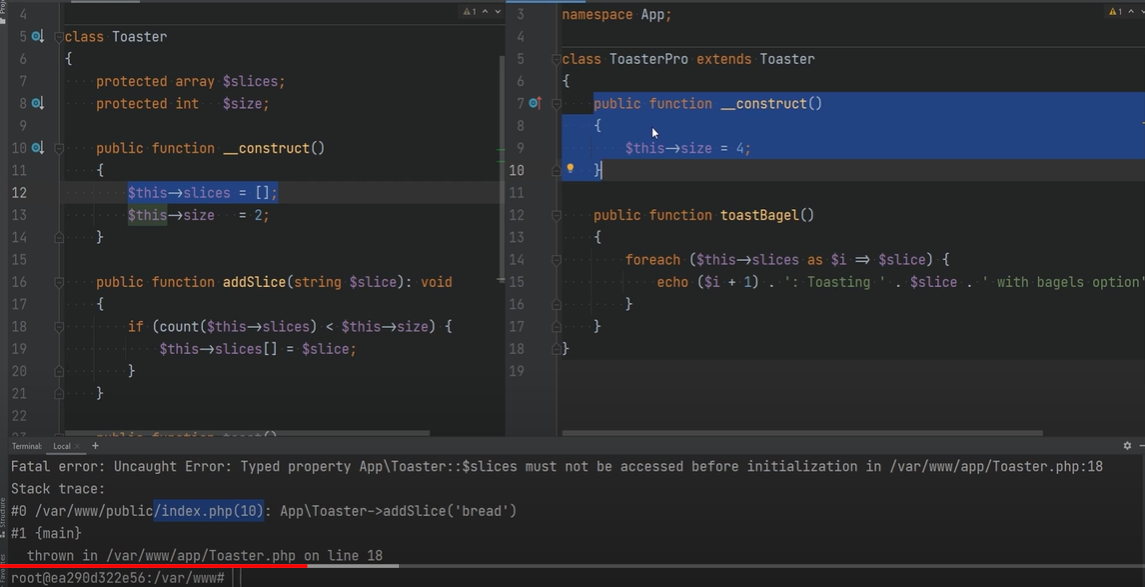 4
5 class Toaster
6 {
7 protected array $slices;
8 protected int $size;
9
10 public function __construct()
11 {
12 $this->slices = [];
13 $this->size = 2;
14 }
15
16 public function addSlice(string $slice): void
17 {
18 if (count($this->slices) < $this->size) {
19 $this->slices[] = $slice;
20 }
21 }
22
1
3 namespace App;
4
5 class ToasterPro extends Toaster
6 {
7 public function __construct()
8 {
9 $this->size = 4;
10 }
11
12 public function toastBagel()
13 {
14 foreach ($this->slices as $i => $slice) {
15 echo ($i + 1) . ': Toasting ' . $slice . ' with bagels option'
16 }
17 }
18 }
19
1
Terminal: Local × +
Fatal error: Uncaught Error: Typed property App\Toaster::$slices must not be accessed before initialization in /var/www/app/Toaster.php:18
Stack trace:
#0 /var/www/public/index.php(10): App\Toaster->addSlice('bread')
#1 {main}
thrown in /var/www/app/Toaster.php on line 18
root@ea290d322e56:/var/www#
Structure